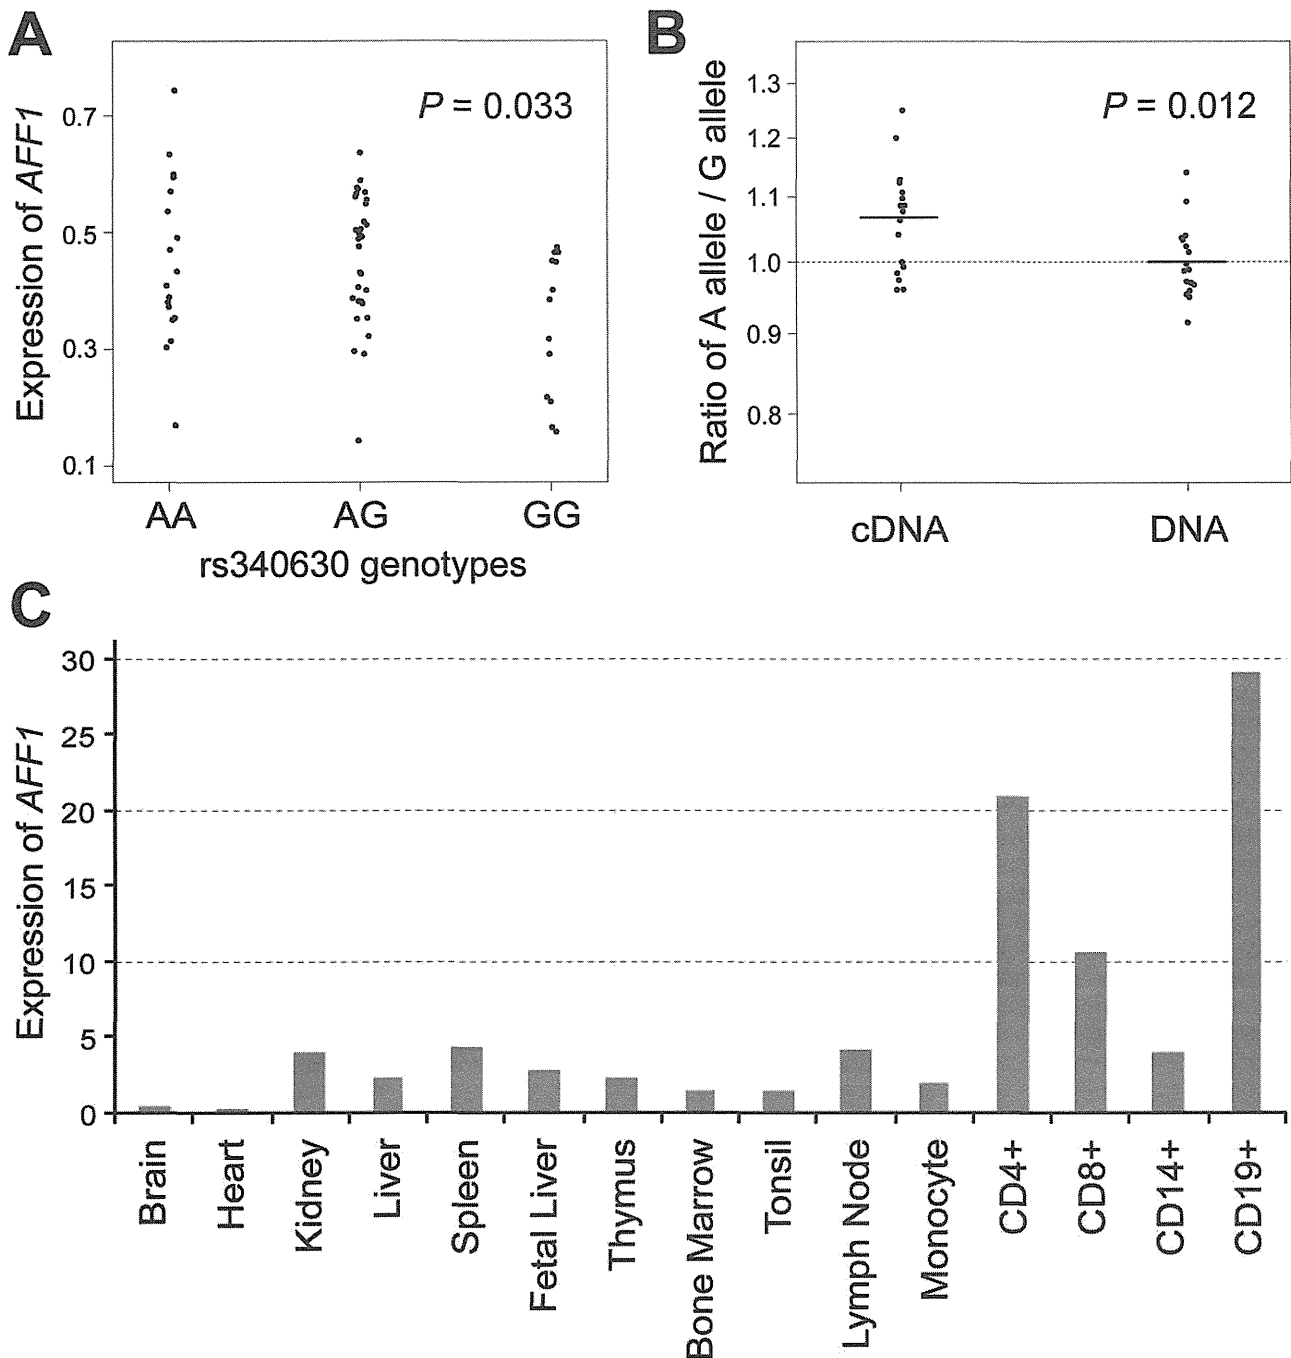 A
Expression of AFF1
0.7
0.5
0.3
0.1
P = 0.033
AA
AG
GG
rs340630 genotypes
B
Ratio of A allele / G allele
1.3
1.2
1.1
1.0
0.9
0.8
P = 0.012
cDNA
DNA
C
Expression of AFF1
30
25
20
15
10
5
0
Brain
Heart
Kidney
Liver
Spleen
Fetal Liver
Thymus
Bone Marrow
Tonsil
Lymph Node
Monocyte
CD4+
CD8+
CD14+
CD19+